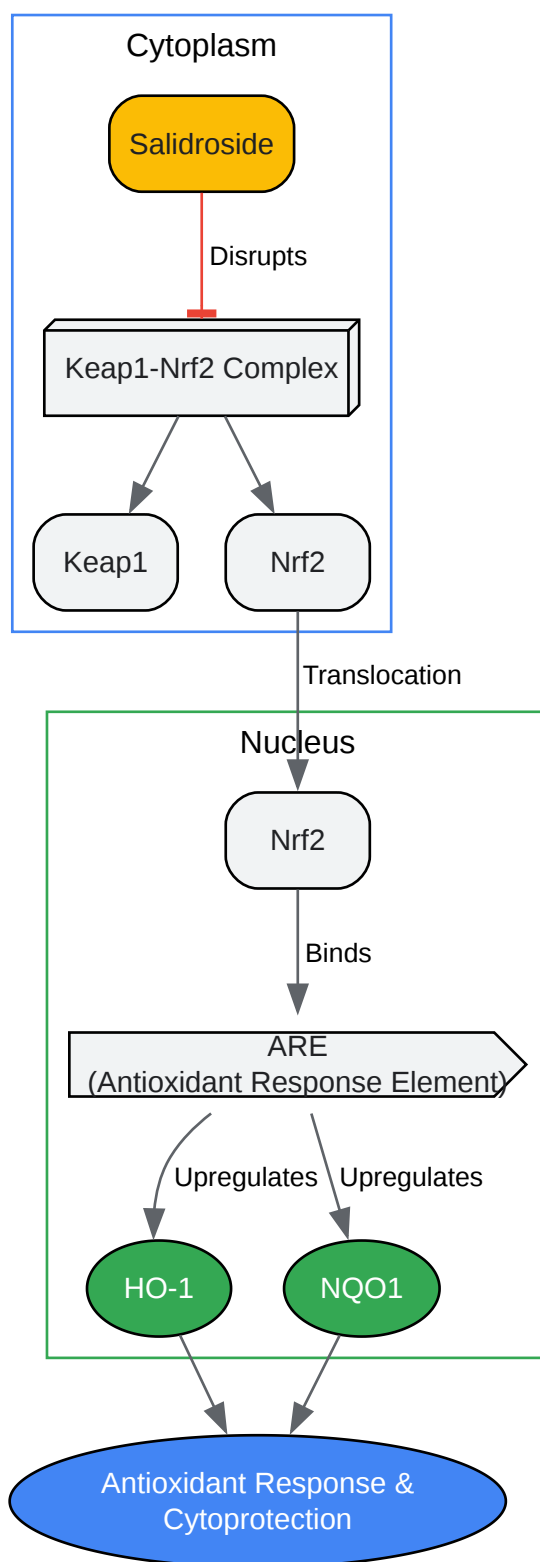 Cytoplasm
Salidroside
Disrupts
Keap1-Nrf2 Complex
Keap1
Nrf2
Translocation
Nucleus
Nrf2
Binds
ARE
(Antioxidant Response Element)
Upregulates
Upregulates
HO-1
NQO1
Antioxidant Response &
Cytoprotection